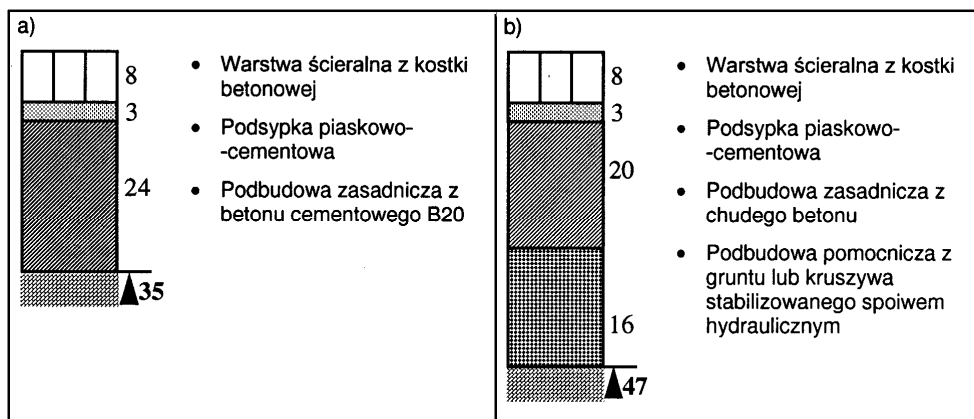 a)
8
3
24
35
• Warstwa ścieralna z kostki
betonowej
• Podsypka piaskowo-
-cementowa
• Podbudowa zasadnicza z
betonu cementowego B20
b)
8
3
20
16
47
• Warstwa ścieralna z kostki
betonowej
• Podsypka piaskowo-
-cementowa
• Podbudowa zasadnicza z
chudego betonu
• Podbudowa pomocnicza z
gruntu lub kruszywa
stabilizowanego spoiwem
hydraulicznym